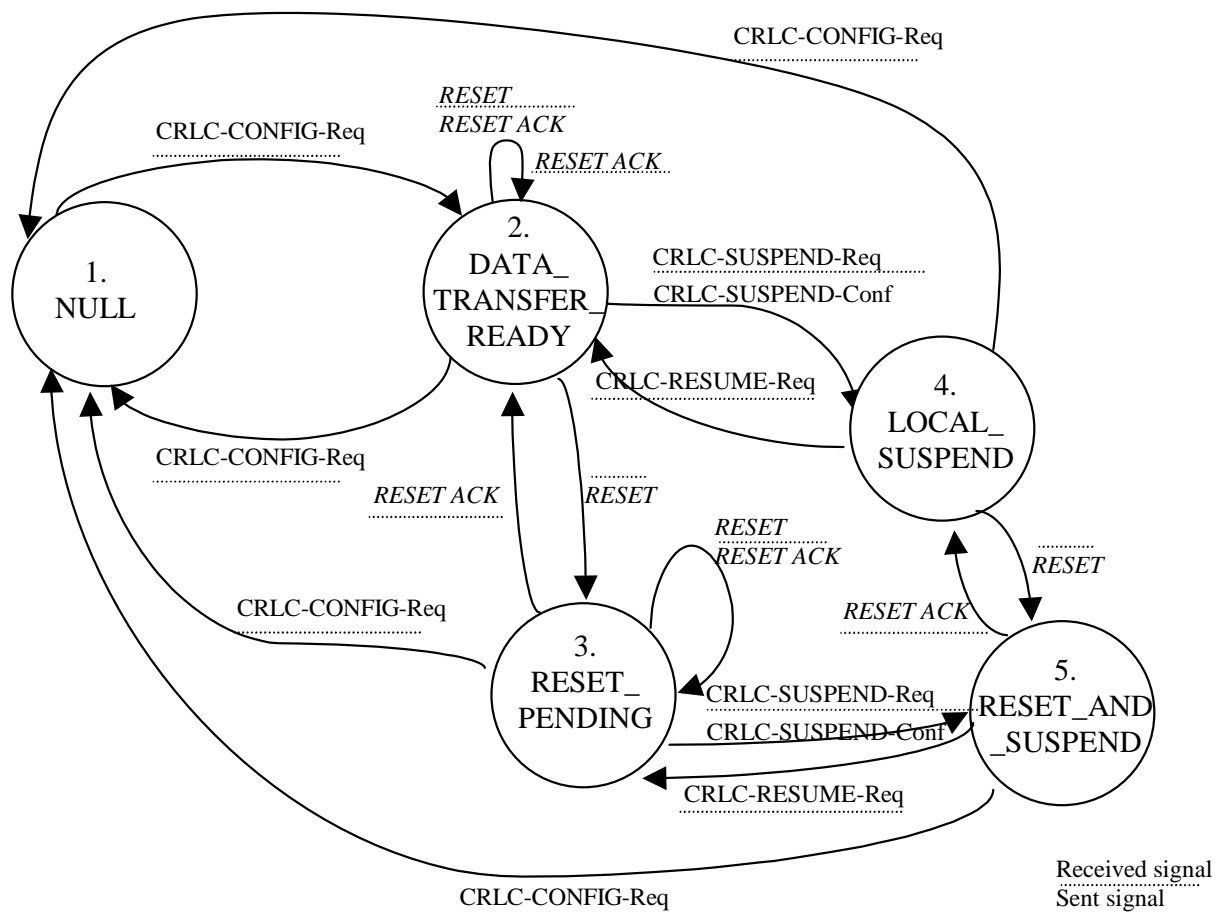 CRLC-CONFIG-Req
RESET
RESET ACK
CRLC-CONFIG-Req
RESET ACK
2.
DATA_
TRANSFER_
READY
1.
NULL
CRLC-SUSPEND-Req
CRLC-SUSPEND-Conf
CRLC-RESUME-Req
4.
LOCAL_
SUSPEND
CRLC-CONFIG-Req
RESET ACK
RESET
RESET
RESET ACK
RESET
CRLC-CONFIG-Req
RESET ACK
3.
RESET_
PENDING
CRLC-SUSPEND-Req
CRLC-SUSPEND-Conf
5.
RESET_AND
_SUSPEND
CRLC-RESUME-Req
CRLC-CONFIG-Req
Received signal
Sent signal